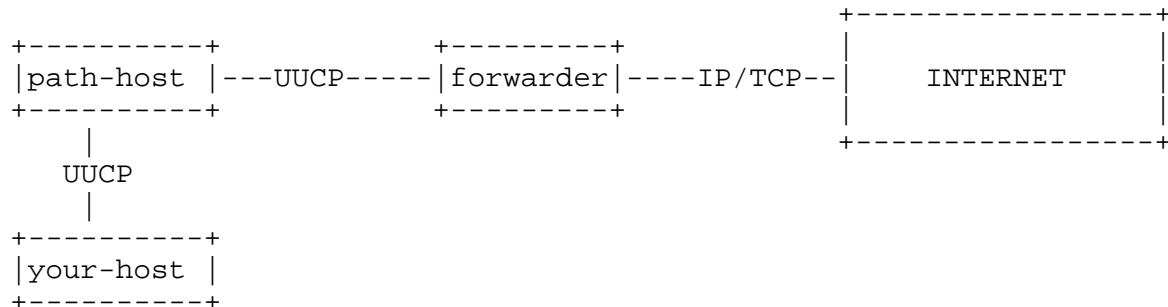 +------------------+
+----------+                +---------+                   |                  |
|path-host |---UUCP-----|forwarder|----IP/TCP--|     INTERNET     |
+----------+                +---------+                   |                  |
     |                                                    +------------------+
   UUCP
     |
+----------+
|your-host |
+----------+